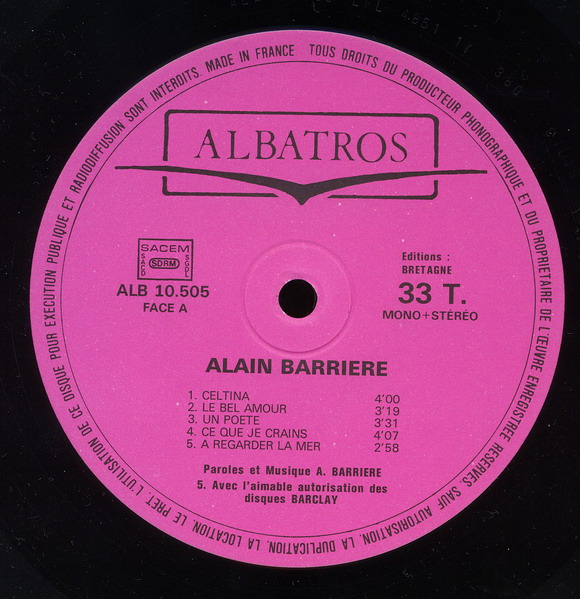 MADE IN FRANCE TOUS DROITS DU PRODUCTEUR PHONOGRAPHIQUE ET DU PROPRIETAIRE DE L'ŒUVRE ENREGISTREE RESERVES. SAUF AUTORISATION, LA DUPLICATION, LA LOCATION, LE PRET, L'UTILISATION DE CE DISQUE POUR EXECUTION PUBLIQUE ET RADIODIFFUSION SONT INTERDITS.
ALBATROS
SACEM
SACD SDRM SGDL
ALB 10.505
FACE A
Editions :
BRETAGNE
33 T.
MONO+STÉRÉO
ALAIN BARRIERE
1. CELTINA 4'00
2. LE BEL AMOUR 3'19
3. UN POETE 3'31
4. CE QUE JE CRAINS 4'07
5. A REGARDER LA MER 2'58
Paroles et Musique A. BARRIERE
5. Avec l'aimable autorisation des
disques BARCLAY